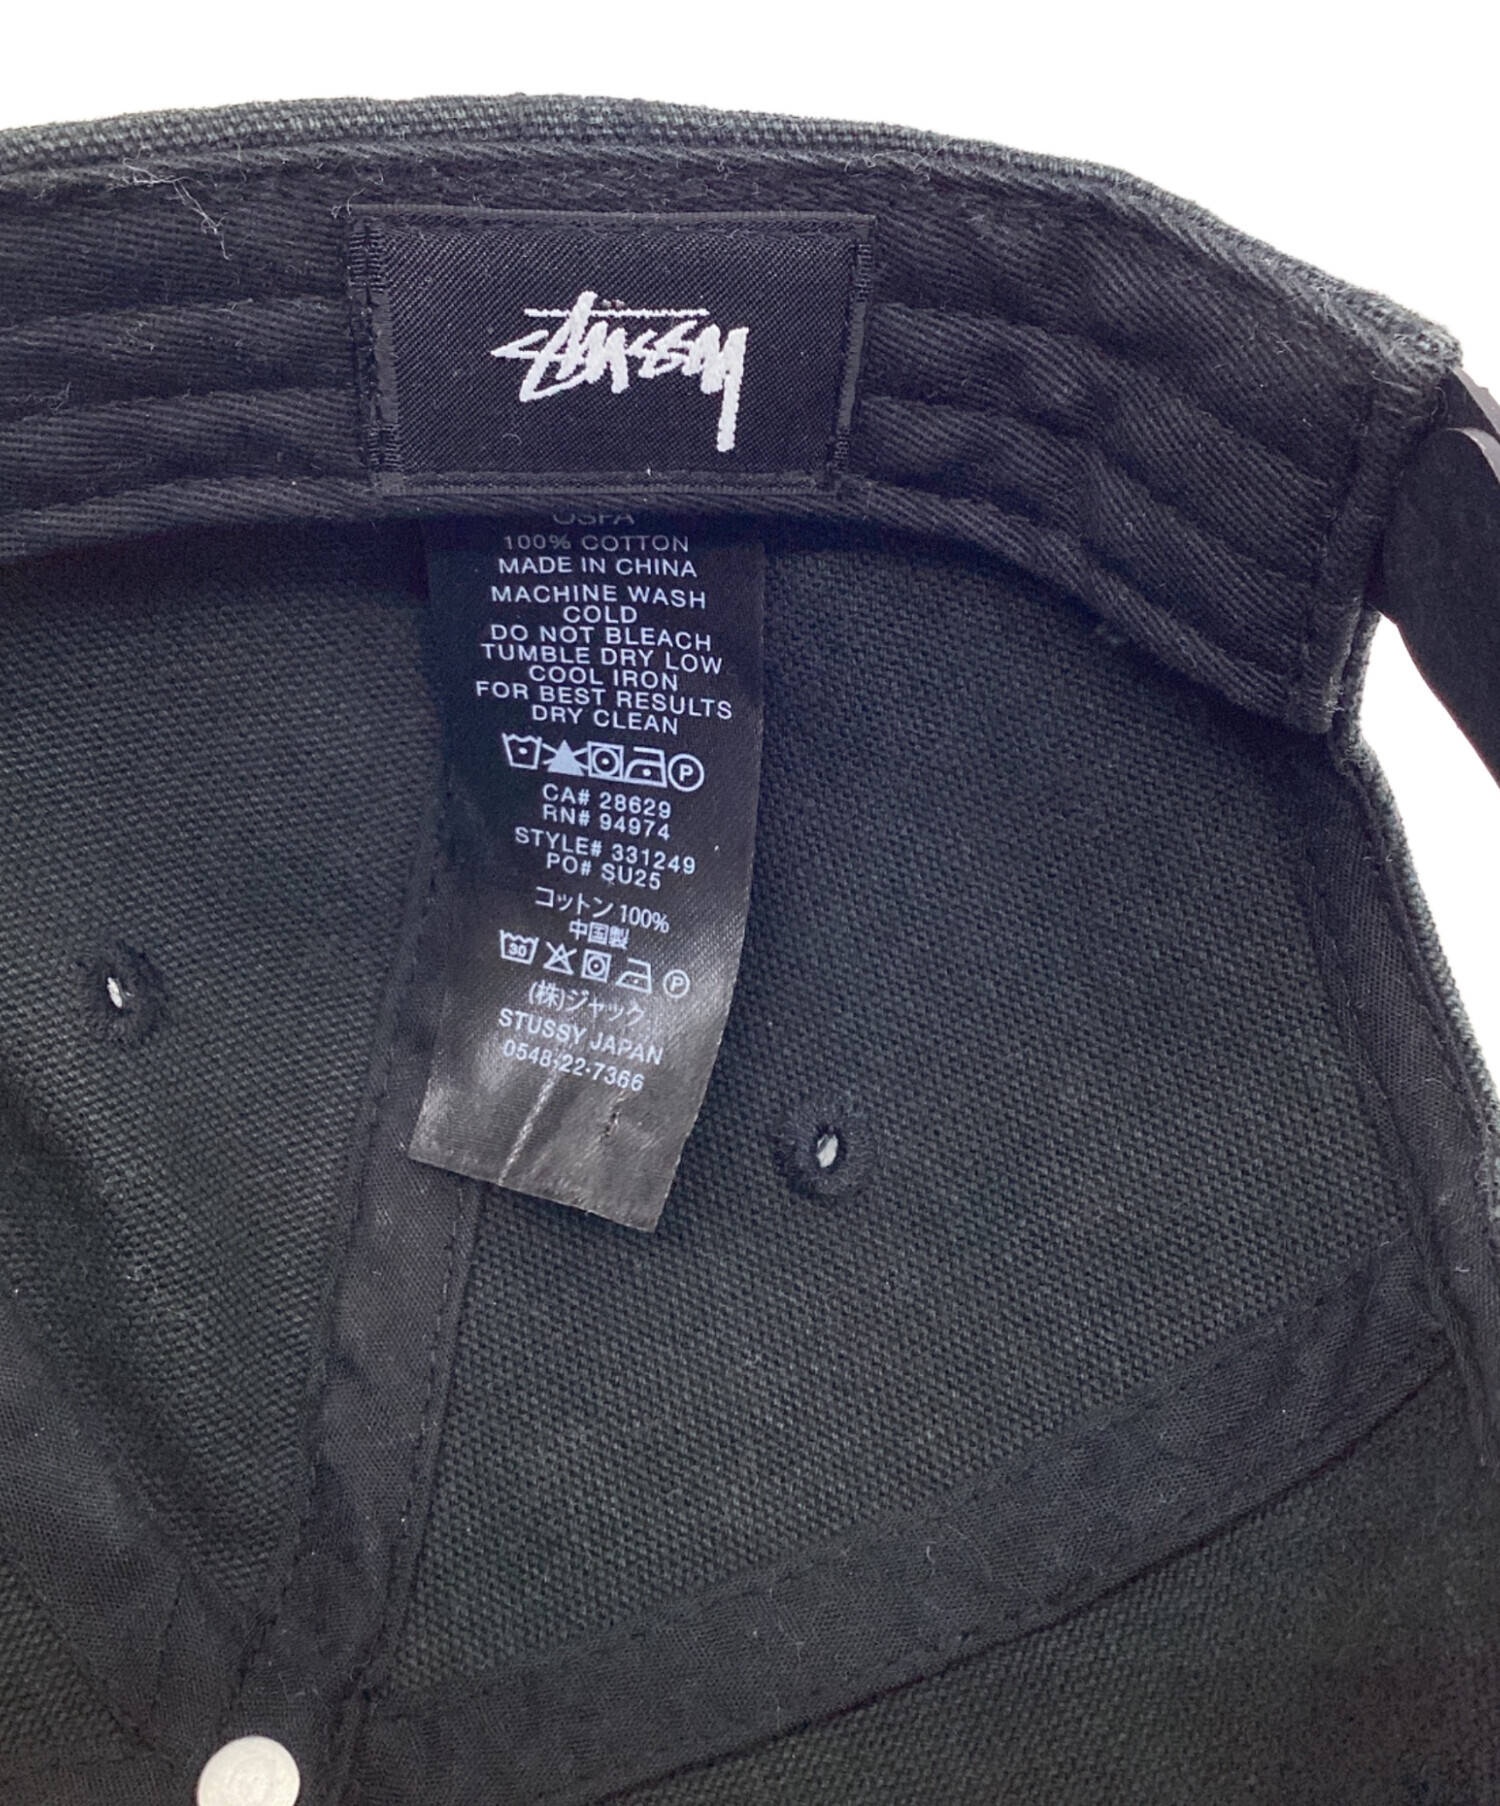 STUSSY
OSFA
100% COTTON
MADE IN CHINA
MACHINE WASH
COLD
DO NOT BLEACH
TUMBLE DRY LOW
COOL IRON
FOR BEST RESULTS
DRY CLEAN
P
CA# 28629
RN# 94974
STYLE# 331249
PO# SU25
コットン 100%
中国製
30 P
(株)ジャック
STUSSY JAPAN
0548-22-7366